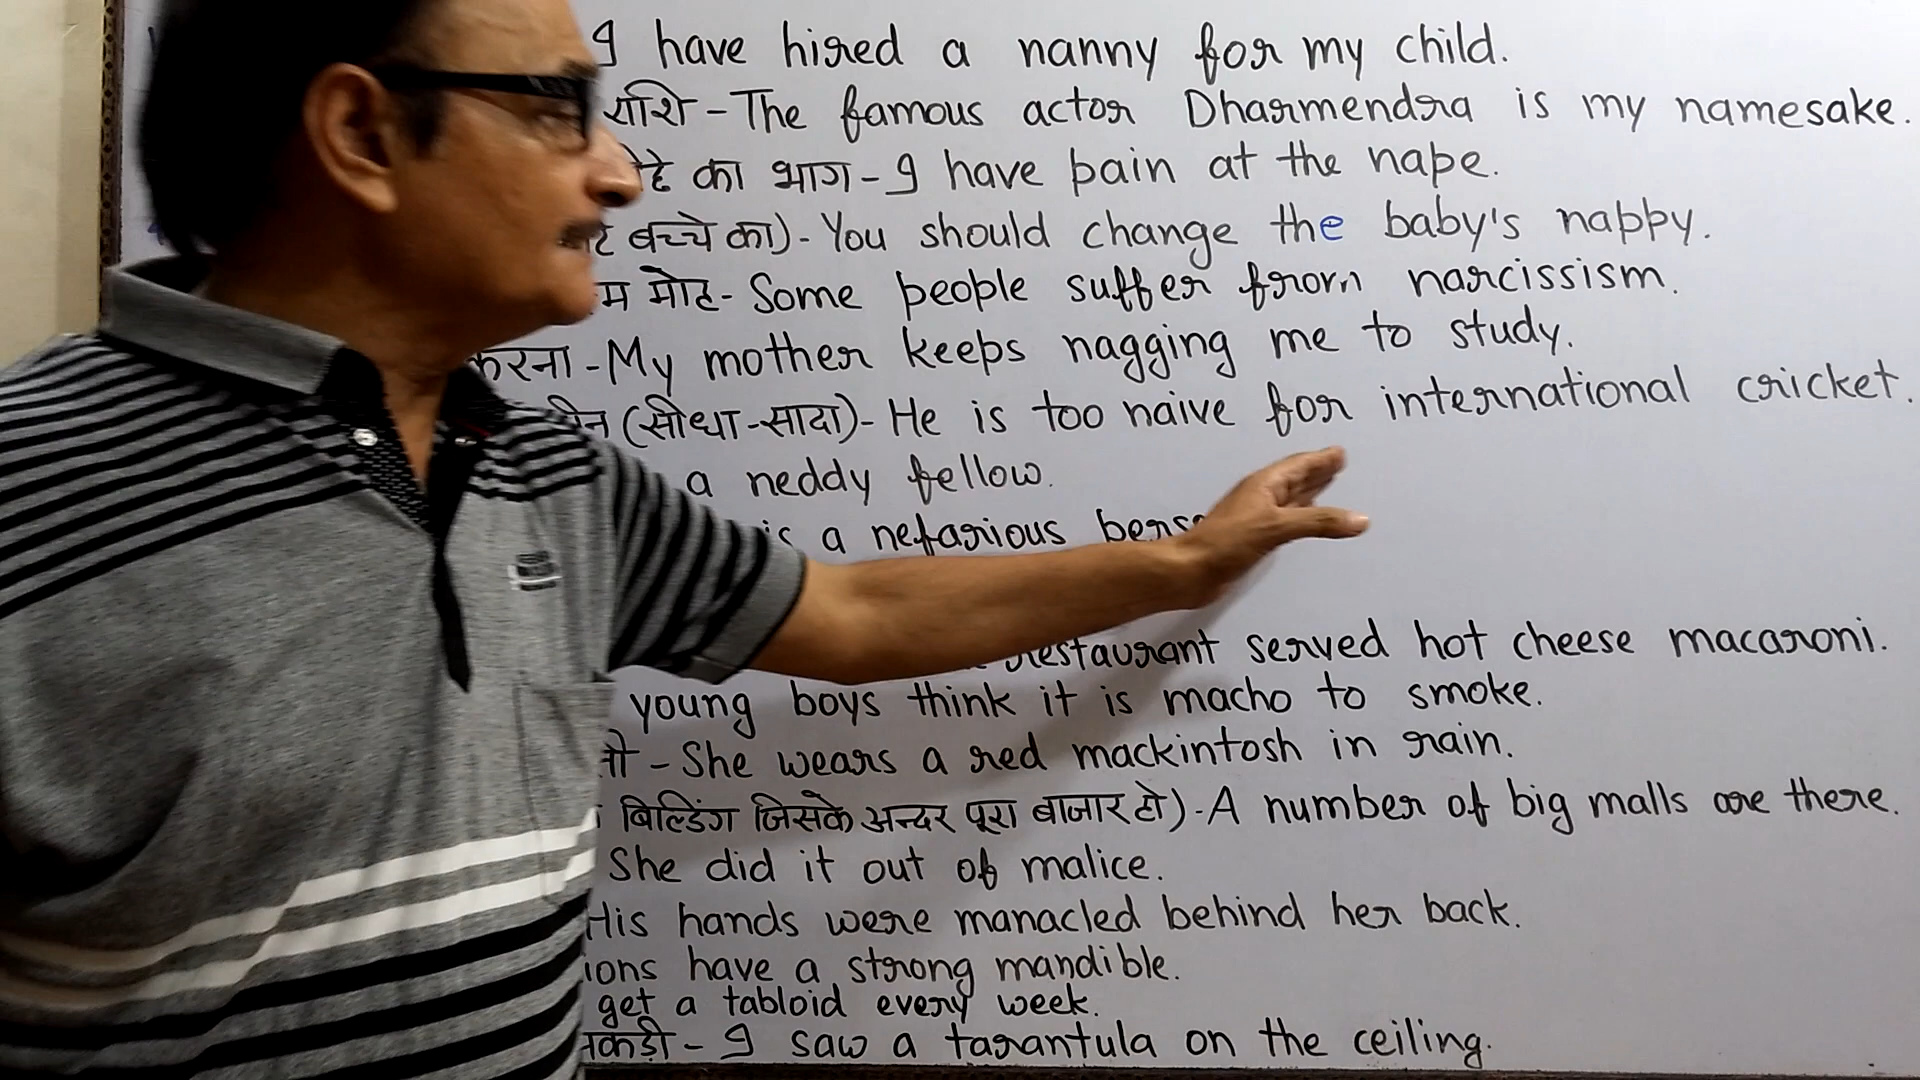 I have hired a nanny for my child.
राशि - The famous actor Dharmendra is my namesake.
का भाग - I have pain at the nape.
बच्चे का) - You should change the baby's nappy.
मोट - Some people suffer from narcissism.
करना - My mother keeps nagging me to study.
(सीधा-सादा) - He is too naive for international cricket.
a neddy fellow.
is a nefarious
restaurant served hot cheese macaroni.
young boys think it is macho to smoke.
- She wears a red mackintosh in rain.
बिल्डिंग जिसके अन्दर पूरा बाजार हो) - A number of big malls are there.
She did it out of malice.
His hands were manacled behind her back.
have a strong mandible.
get a tabloid every week.
- I saw a tarantula on the ceiling.